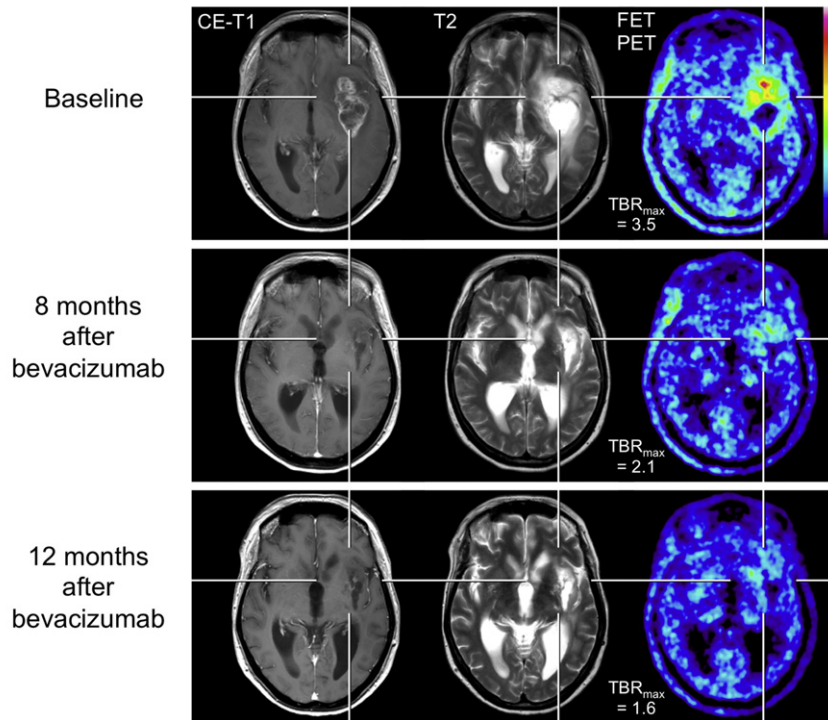 CE-T1
T2
FET
PET
Baseline
TBRmax
= 3.5
8 months
after
bevacizumab
TBRmax
= 2.1
12 months
after
bevacizumab
TBRmax
= 1.6